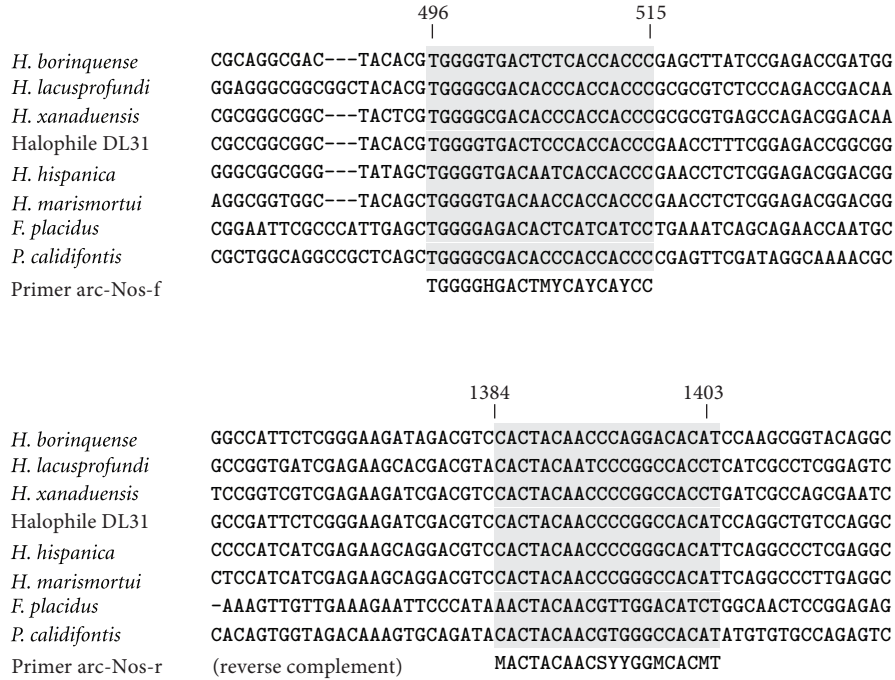 496 515
H. borinquense CGCAGGCGAC---TACACGTGGGGTGACTCTCACCACCCGAGCTTATCCGAGACCGATGG
H. lacusprofundi GGAGGGCGGCGGCTACACGTGGGGCGACACCCACCACCCGCGCGTCTCCCAGACCGACAA
H. xanaduensis CGCGGGCGGC---TACTCGTGGGGCGACACCCACCACCCGCGCGTGAGCCAGACGGACAA
Halophile DL31 CGCCGGCGGC---TACACGTGGGGTGACTCCCACCACCCGAACCTTTCGGAGACCGGCGG
H. hispanica GGGCGGCGGG---TATAGCTGGGGTGACAATCACCACCCGAACCTCTCGGAGACGGACGG
H. marismortui AGGCGGTGGC---TACAGCTGGGGTGACAACCACCACCCGAACCTCTCGGAGACGGACGG
F. placidus CGGAATTCGCCCATTGAGCTGGGGAGACACTCATCATCCTGAAATCAGCAGAACCAATGC
P. calidifontis CGCTGGCAGGCCGCTCAGCTGGGGCGACACCCACCACCCCGAGTTCGATAGGCAAAACGC
Primer arc-Nos-f TGGGGHGACTMYCAYCAYCC
1384 1403
H. borinquense GGCCATTCTCGGGAAGATAGACGTCCACTACAACCCAGGACACATCCAAGCGGTACAGGC
H. lacusprofundi GCCGGTGATCGAGAAGCACGACGTACACTACAATCCCGGCCACCTCATCGCCTCGGAGTC
H. xanaduensis TCCGGTCGTCGAGAAGATCGACGTCCACTACAACCCCGGCCACCTGATCGCCAGCGAATC
Halophile DL31 GCCGATTCTCGGGAAGATCGACGTCCACTACAACCCCGGCCACATCCAGGCTGTCCAGGC
H. hispanica CCCCATCATCGAGAAGCAGGACGTCCACTACAACCCCGGGCACATTCAGGCCCTCGAGGC
H. marismortui CTCCATCATCGAGAAGCAGGACGTCCACTACAACCCGGGCCACATTCAGGCCCTTGAGGC
F. placidus -AAAGTTGTTGAAAGAATTCCCATAAACTACAACGTTGGACATCTGGCAACTCCGGAGAG
P. calidifontis CACAGTGGTAGACAAAGTGCAGATACACTACAACGTGGGCCACATATGTGTGCCAGAGTC
Primer arc-Nos-r (reverse complement) MACTACAACSYYGGMCACMT